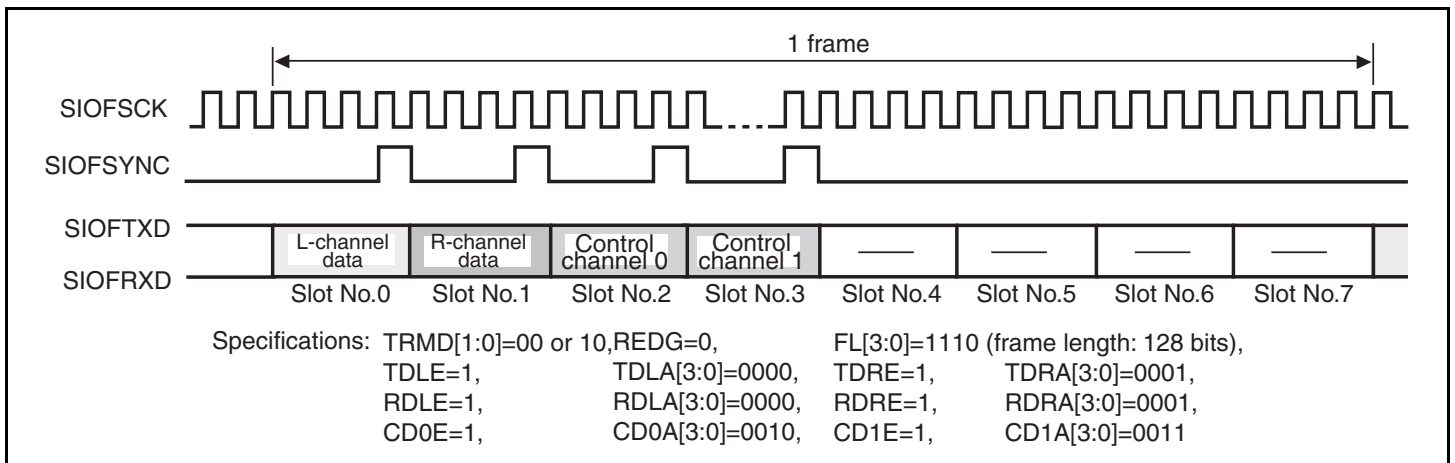 1 frame
SIOFSCK
SIOFSYNC
SIOFTXD
SIOFRXD
L-channel data
R-channel data
Control channel 0
Control channel 1
Slot No.0 Slot No.1 Slot No.2 Slot No.3 Slot No.4 Slot No.5 Slot No.6 Slot No.7
Specifications: TRMD[1:0]=00 or 10,REDG=0, FL[3:0]=1110 (frame length: 128 bits),
TDLE=1, TDLA[3:0]=0000, TDRE=1, TDRA[3:0]=0001,
RDLE=1, RDLA[3:0]=0000, RDRE=1, RDRA[3:0]=0001,
CD0E=1, CD0A[3:0]=0010, CD1E=1, CD1A[3:0]=0011